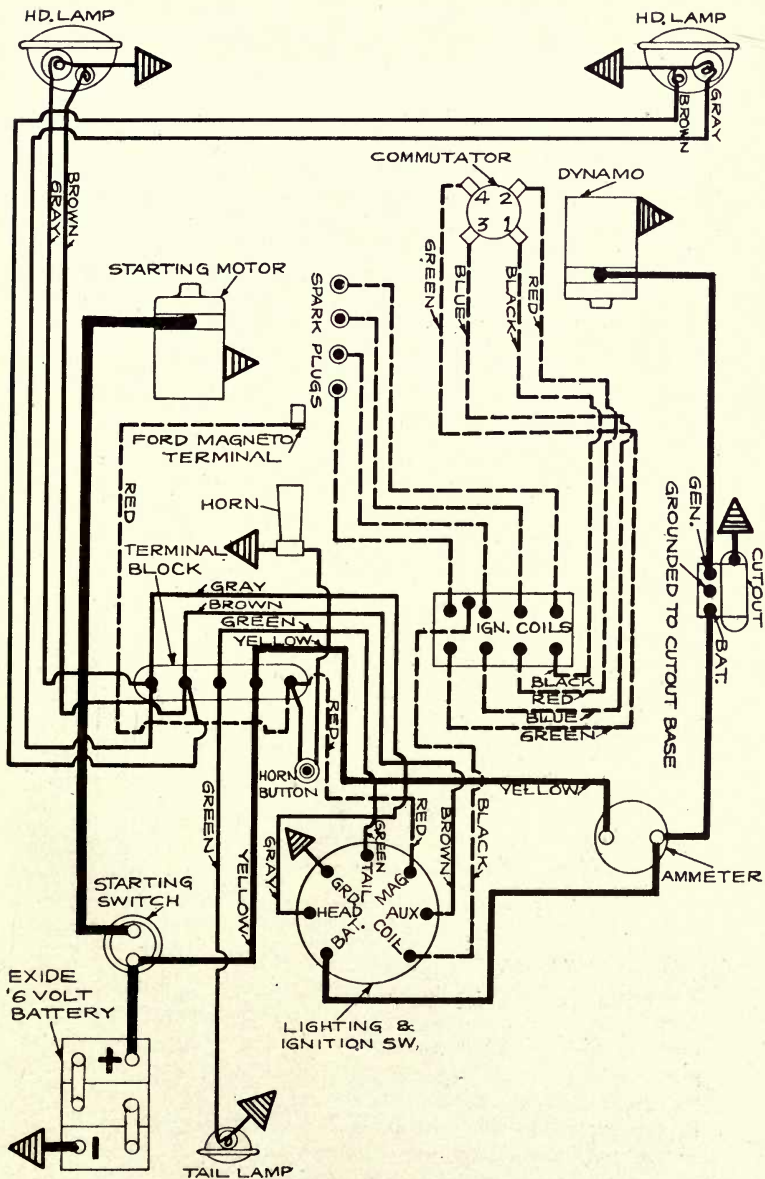 HD. LAMP
HD. LAMP
BROWN
GRAY
COMMUTATOR
DYNAMO
BROWN
GRAY
4 2
3 1
STARTING MOTOR
SPARK PLUGS
GREEN
BLUE
BLACK
RED
FORD MAGNETO
TERMINAL
RED
HORN
GEN.
GROUNDED TO CUTOUT BASE
CUTOUT
BAT.
TERMINAL
BLOCK
GRAY
BROWN
GREEN
YELLOW
IGN. COILS
BLACK
RED
BLUE
GREEN
RED
HORN
BUTTON
YELLOW
GREEN
YELLOW
GRAY
GREEN
RED
BROWN
BLACK
AMMETER
STARTING
SWITCH
GRD.
TAIL
MAG.
HEAD
AUX
BAT.
COIL
EXIDE
'6 VOLT
BATTERY
LIGHTING &
IGNITION SW,
+
-
TAIL LAMP